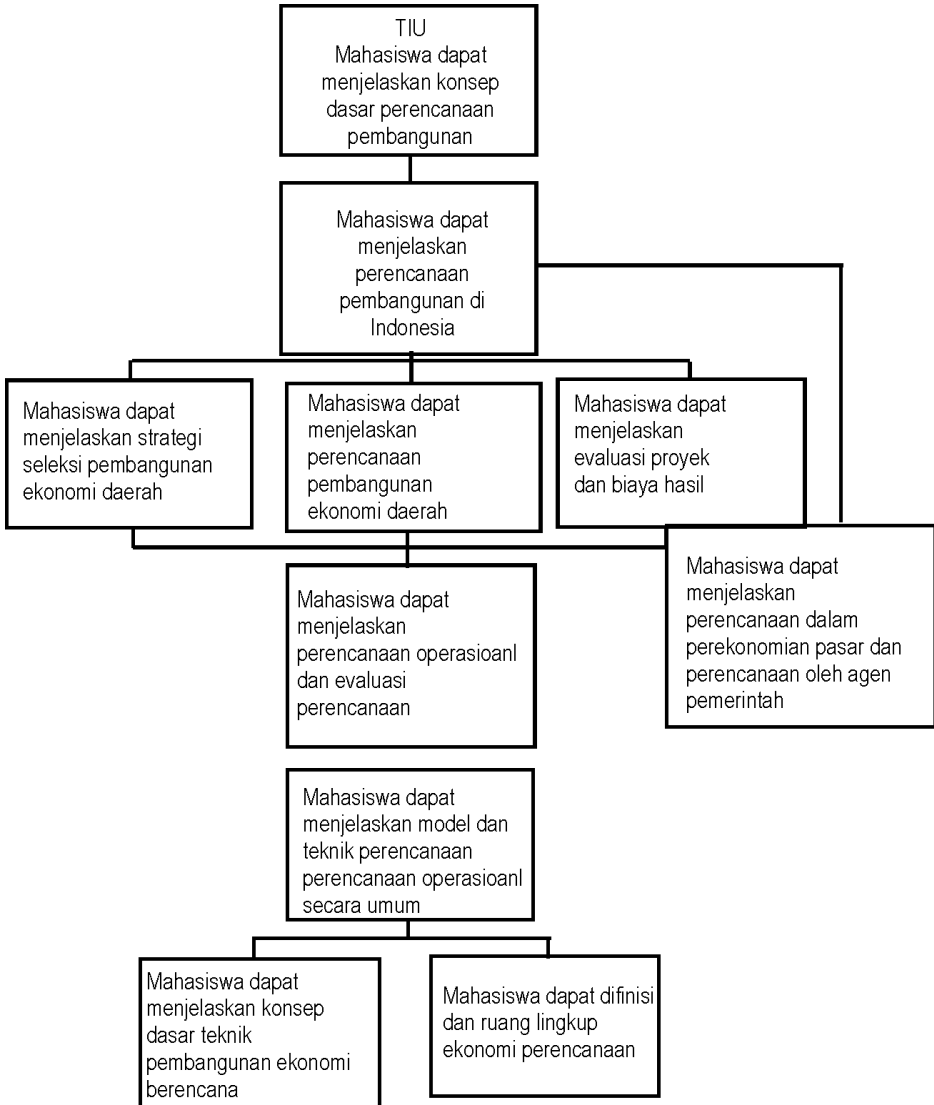 TIU
Mahasiswa dapat
menjelaskan konsep
dasar perencanaan
pembangunan
Mahasiswa dapat
menjelaskan
perencanaan
pembangunan di
Indonesia
Mahasiswa dapat
menjelaskan strategi
seleksi pembangunan
ekonomi daerah
Mahasiswa dapat
menjelaskan
perencanaan
pembangunan
ekonomi daerah
Mahasiswa dapat
menjelaskan
evaluasi proyek
dan biaya hasil
Mahasiswa dapat
menjelaskan
perencanaan operasioanl
dan evaluasi
perencanaan
Mahasiswa dapat
menjelaskan
perencanaan dalam
perekonomian pasar dan
perencanaan oleh agen
pemerintah
Mahasiswa dapat
menjelaskan model dan
teknik perencanaan
perencanaan operasioanl
secara umum
Mahasiswa dapat
menjelaskan konsep
dasar teknik
pembangunan ekonomi
berencana
Mahasiswa dapat difinisi
dan ruang lingkup
ekonomi perencanaan